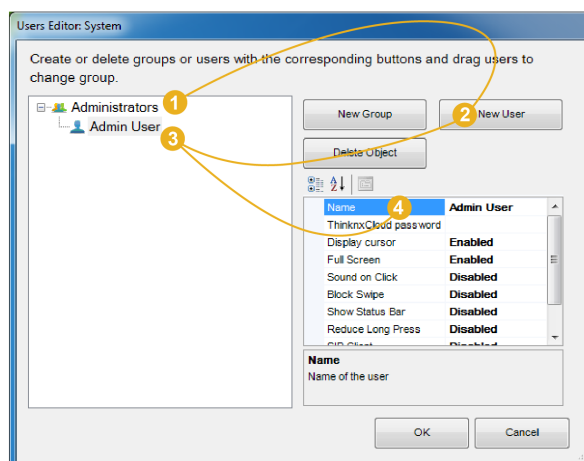 Users Editor: System
Create or delete groups or users with the corresponding buttons and drag users to
change group.
Administrators 1
Admin User
3
New Group
2 New User
Delete Object
Name 4 Admin User
ThinknxCloud password
Display cursor Enabled
Full Screen Enabled
Sound on Click Disabled
Block Swipe Disabled
Show Status Bar Disabled
Reduce Long Press Disabled
SIP Client Disabled
Name
Name of the user
OK Cancel